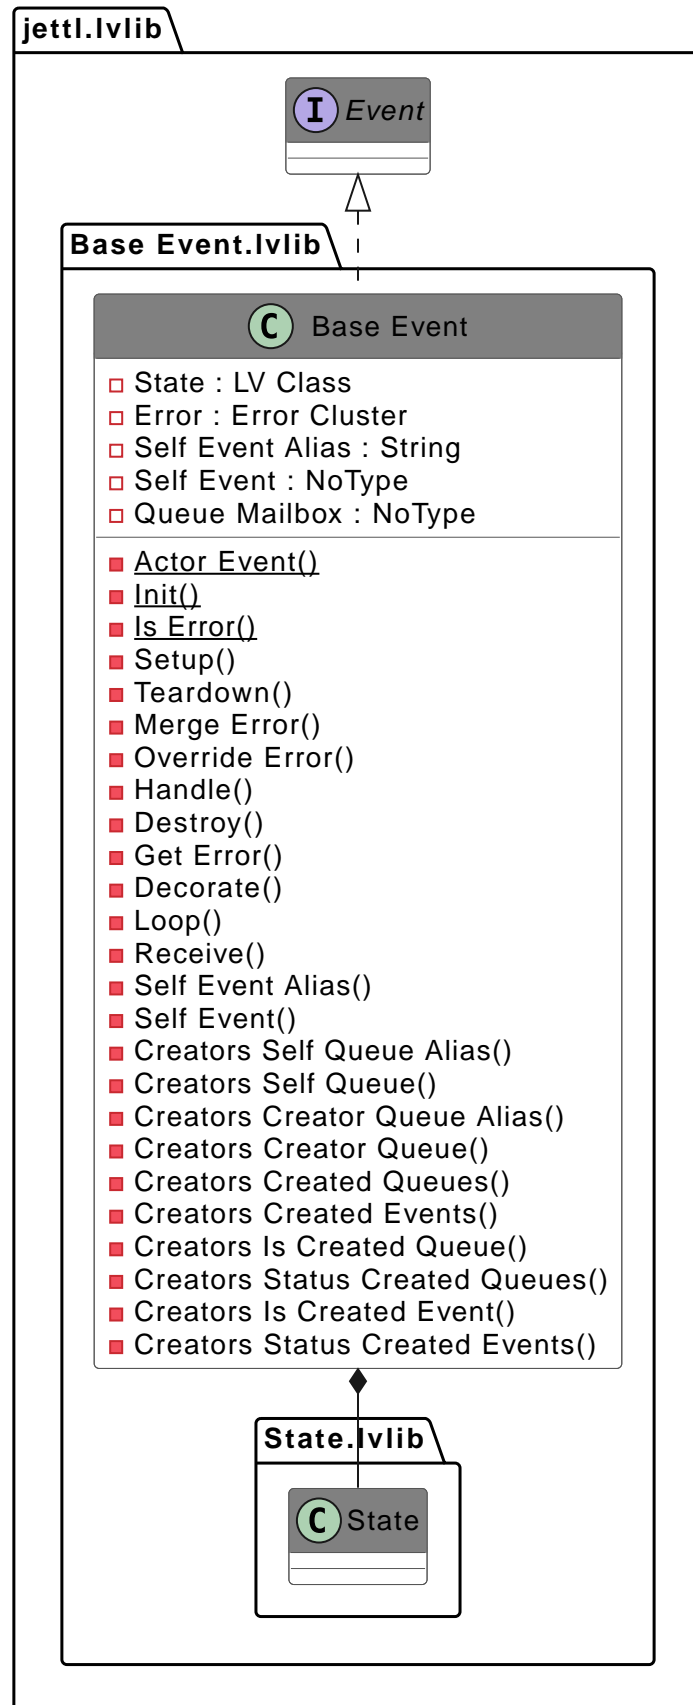 jettl.lvlib
I Event
Base Event.lvlib
C Base Event
State : LV Class
Error : Error Cluster
Self Event Alias : String
Self Event : NoType
Queue Mailbox : NoType
Actor Event()
Init()
Is Error()
Setup()
Teardown()
Merge Error()
Override Error()
Handle()
Destroy()
Get Error()
Decorate()
Loop()
Receive()
Self Event Alias()
Self Event()
Creators Self Queue Alias()
Creators Self Queue()
Creators Creator Queue Alias()
Creators Creator Queue()
Creators Created Queues()
Creators Created Events()
Creators Is Created Queue()
Creators Status Created Queues()
Creators Is Created Event()
Creators Status Created Events()
State.lvlib
C State